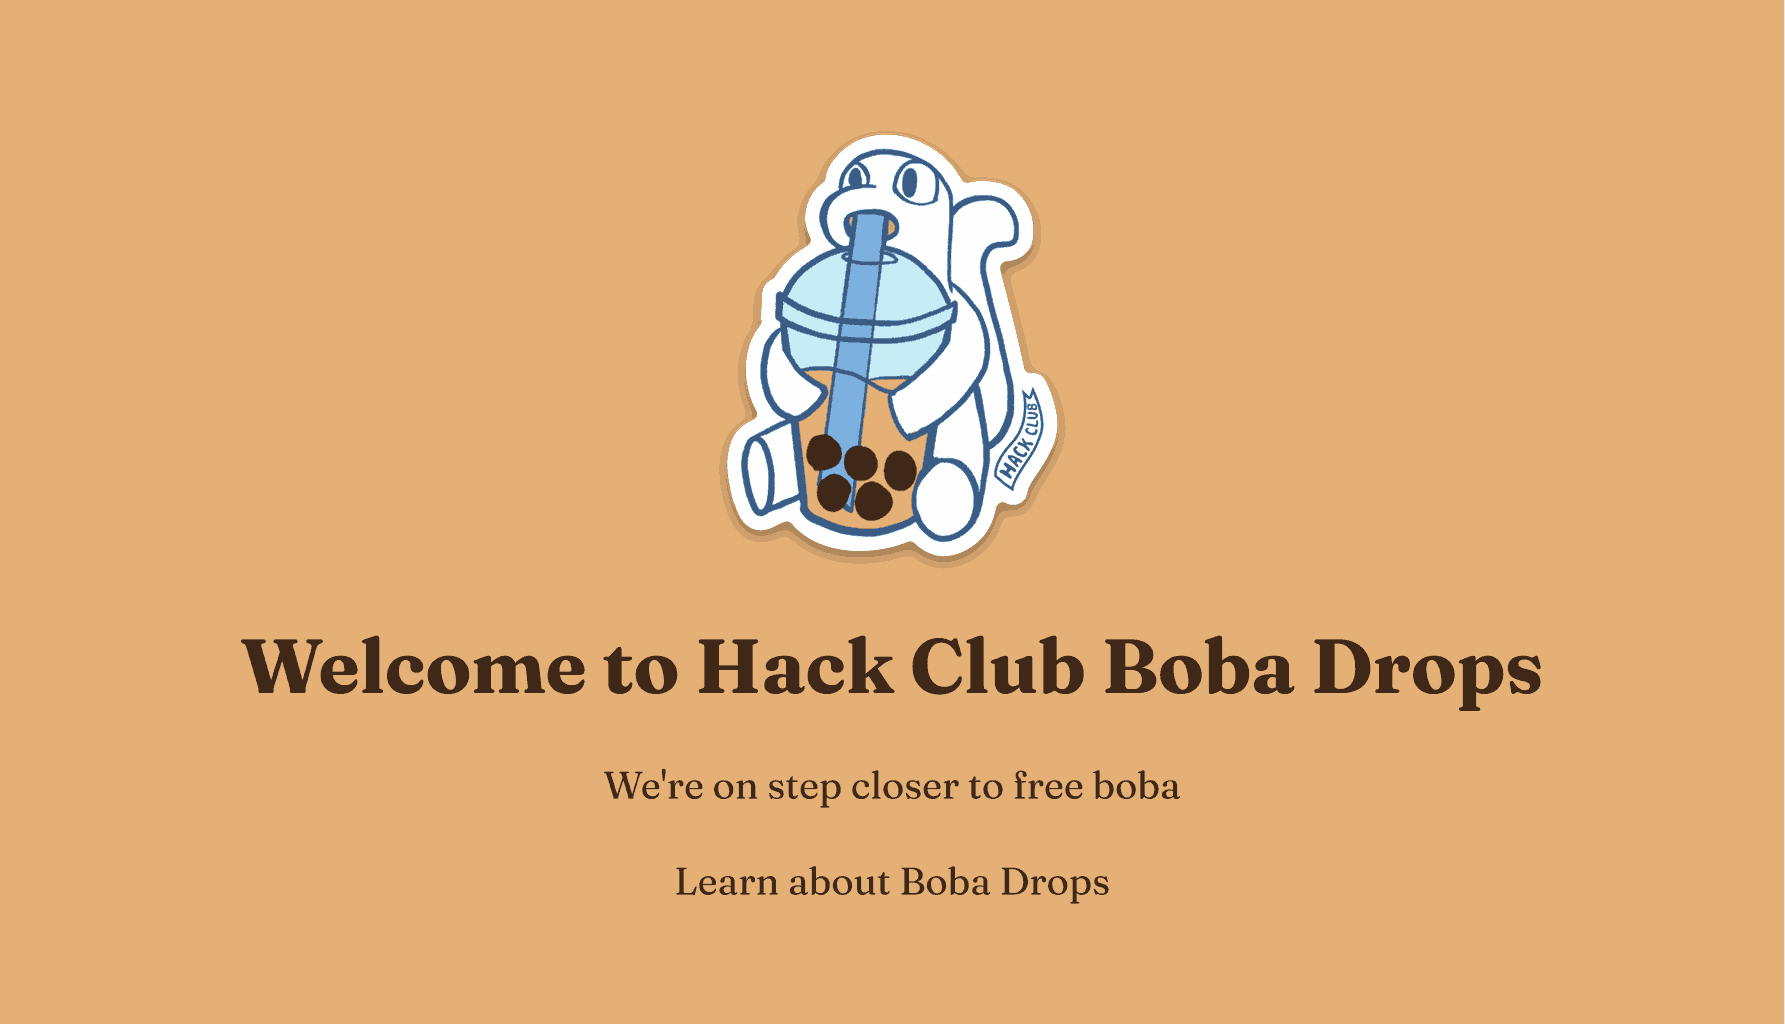 MACK CLUB
Welcome to Hack Club Boba Drops
We're on step closer to free boba
Learn about Boba Drops